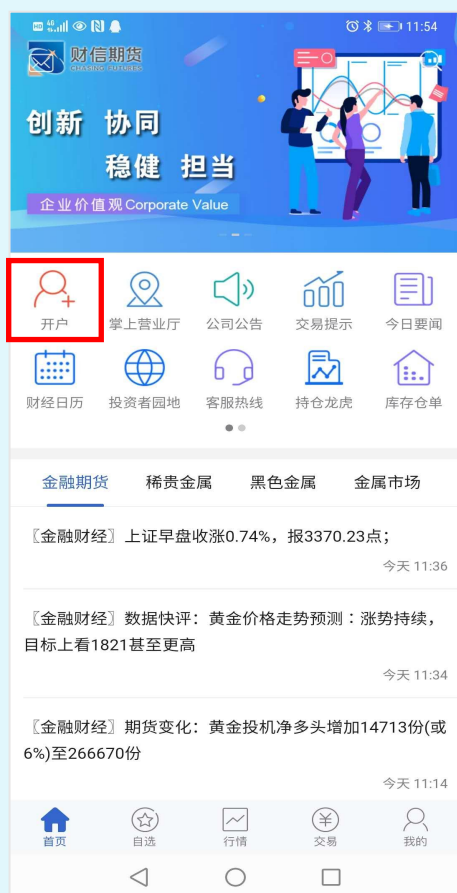 HD 4G 11:54
财信期货
CHASING FUTURES
创新 协同
稳健 担当
企业价值观 Corporate Value
开户 掌上营业厅 公司公告 交易提示 今日要闻
财经日历 投资者园地 客服热线 持仓龙虎 库存仓单
金融期货 稀贵金属 黑色金属 金属市场
〖金融财经〗上证早盘收涨0.74%，报3370.23点；
今天 11:36
〖金融财经〗数据快评：黄金价格走势预测：涨势持续，
目标上看1821甚至更高
今天 11:34
〖金融财经〗期货变化：黄金投机净多头增加14713份(或
6%)至266670份
今天 11:14
首页 自选 行情 交易 我的